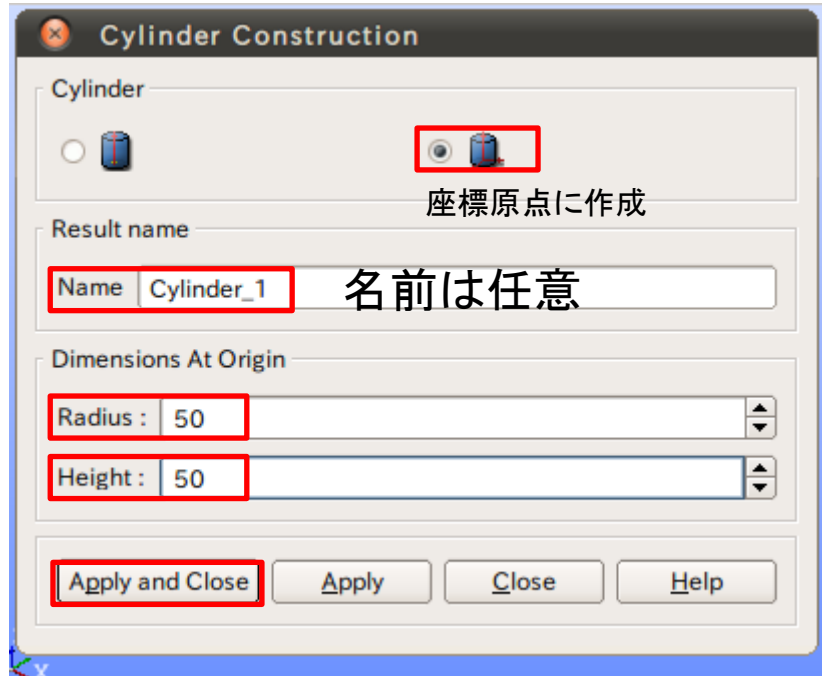 Cylinder Construction
Cylinder
座標原点に作成
Result name
Name Cylinder_1 名前は任意
Dimensions At Origin
Radius : 50
Height : 50
Apply and Close Apply Close Help
X